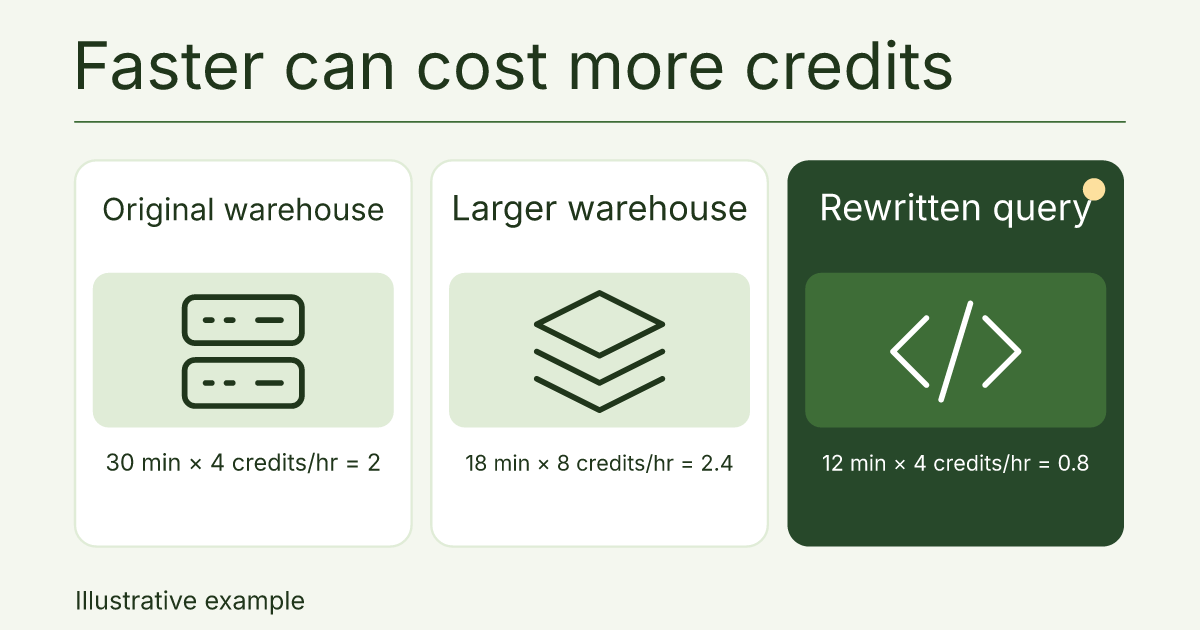 Faster can cost more credits
Original warehouse
30 min × 4 credits/hr = 2
Larger warehouse
18 min × 8 credits/hr = 2.4
Rewritten query
12 min × 4 credits/hr = 0.8
Illustrative example